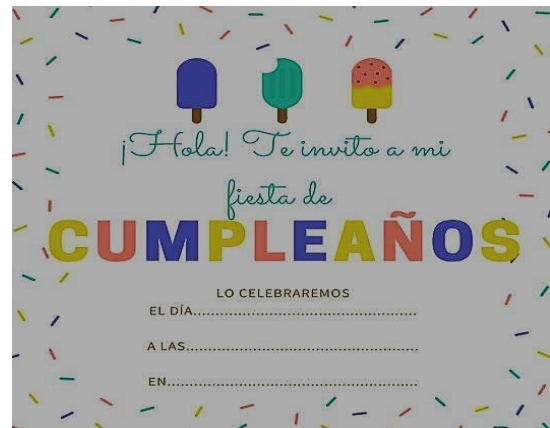 ¡Hola! Te invito a mi
fiesta de
CUMPLEAÑOS
LO CELEBRAREMOS
EL DÍA..............................................
A LAS................................................
EN....................................................